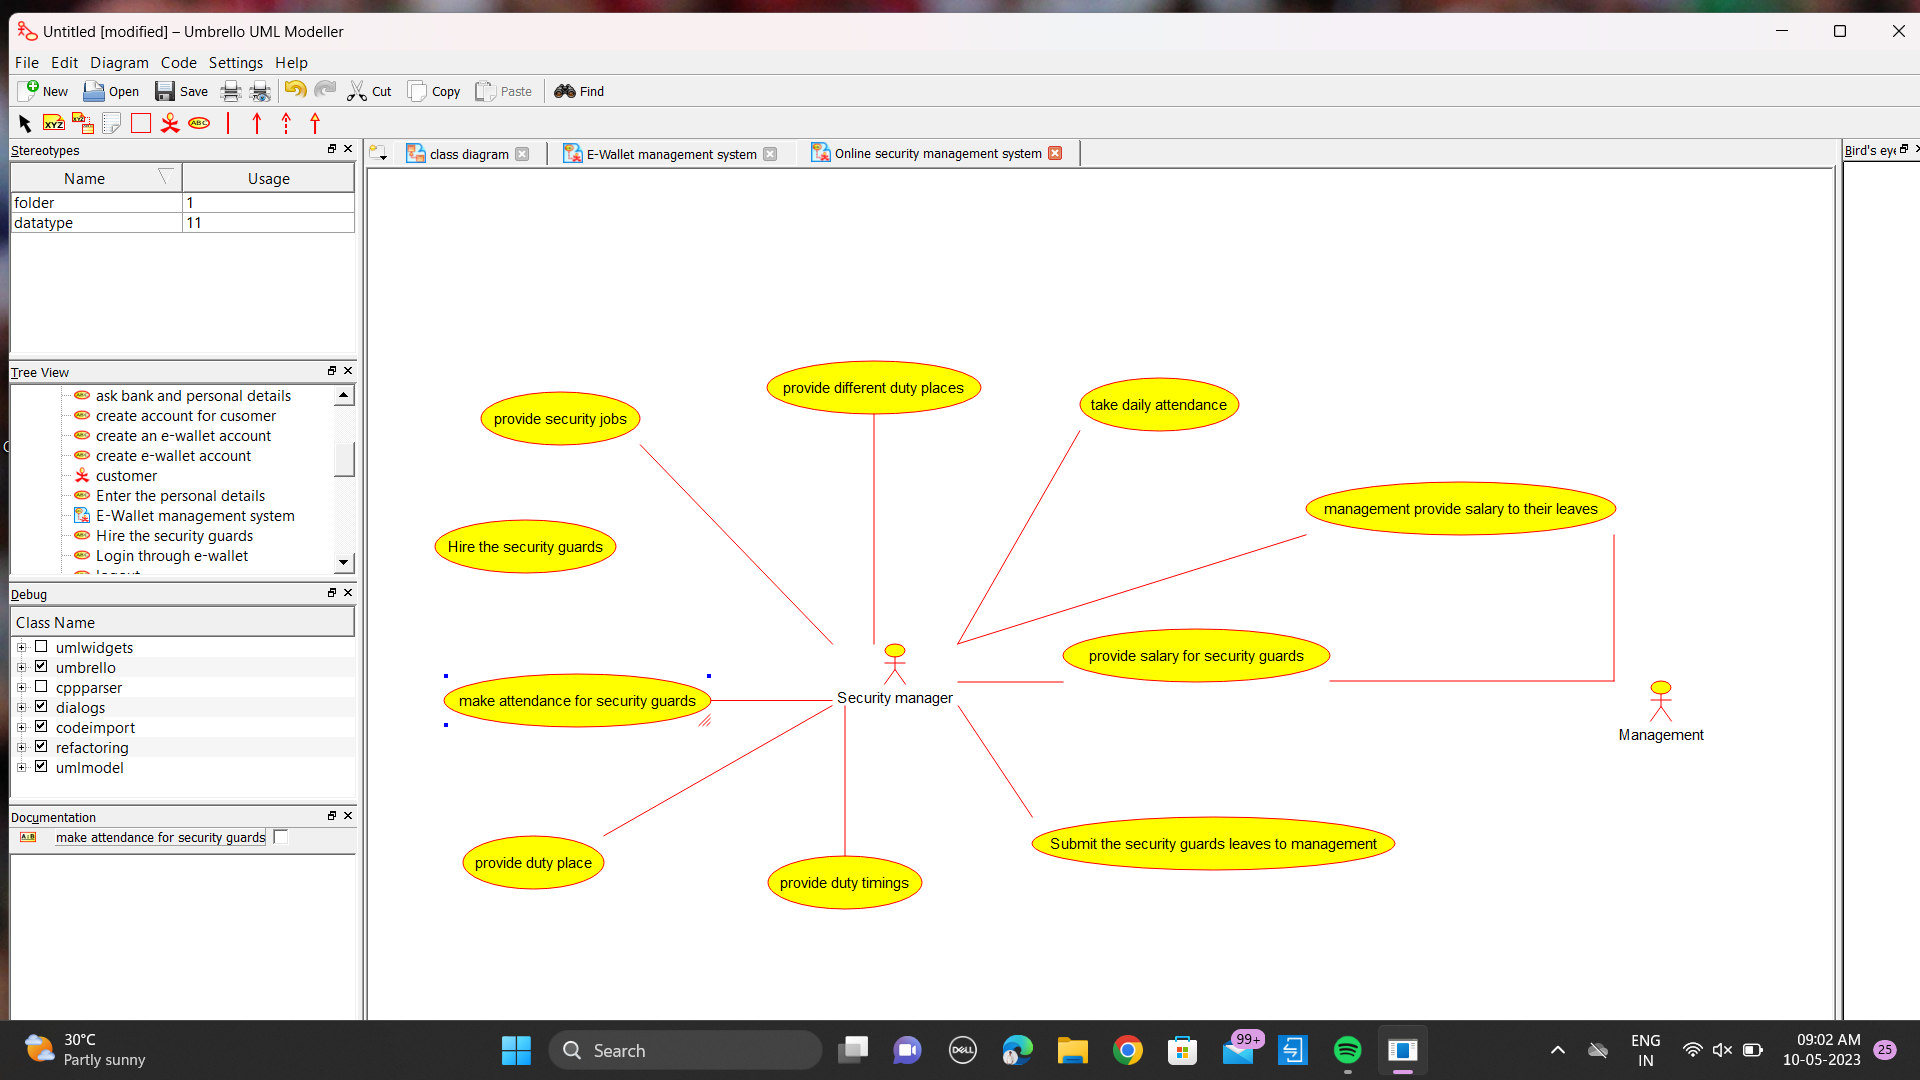 Untitled [modified] – Umbrello UML Modeller
File Edit Diagram Code Settings Help
New Open Save Cut Copy Paste Find
XYZ XYZ ABC
Stereotypes
Name Usage
folder 1
datatype 11
Tree View
ask bank and personal details
create account for cusomer
create an e-wallet account
create e-wallet account
customer
Enter the personal details
E-Wallet management system
Hire the security guards
Login through e-wallet
logout
Debug
Class Name
umlwidgets
umbrello
cppparser
dialogs
codeimport
refactoring
umlmodel
Documentation
make attendance for security guards
class diagram
E-Wallet management system
Online security management system
Bird's eye
provide different duty places
take daily attendance
provide security jobs
management provide salary to their leaves
Hire the security guards
provide salary for security guards
make attendance for security guards
Security manager
Management
Submit the security guards leaves to management
provide duty place
provide duty timings
30°C
Partly sunny
Search
DELL
99+
ENG
IN
09:02 AM
10-05-2023
25